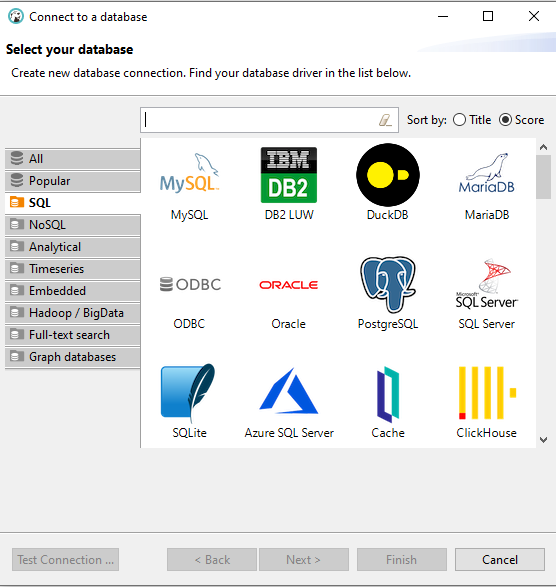 Connect to a database
Select your database
Create new database connection. Find your database driver in the list below.
Sort by: Title Score
All
Popular
SQL
NoSQL
Analytical
Timeseries
Embedded
Hadoop / BigData
Full-text search
Graph databases
MySQL
IBM
DB2
MariaDB
MySQL DB2 LUW DuckDB MariaDB
ODBC ORACLE Microsoft
SQL Server
ODBC Oracle PostgreSQL SQL Server
SQLite Azure SQL Server Cache ClickHouse
Test Connection ... < Back Next > Finish Cancel